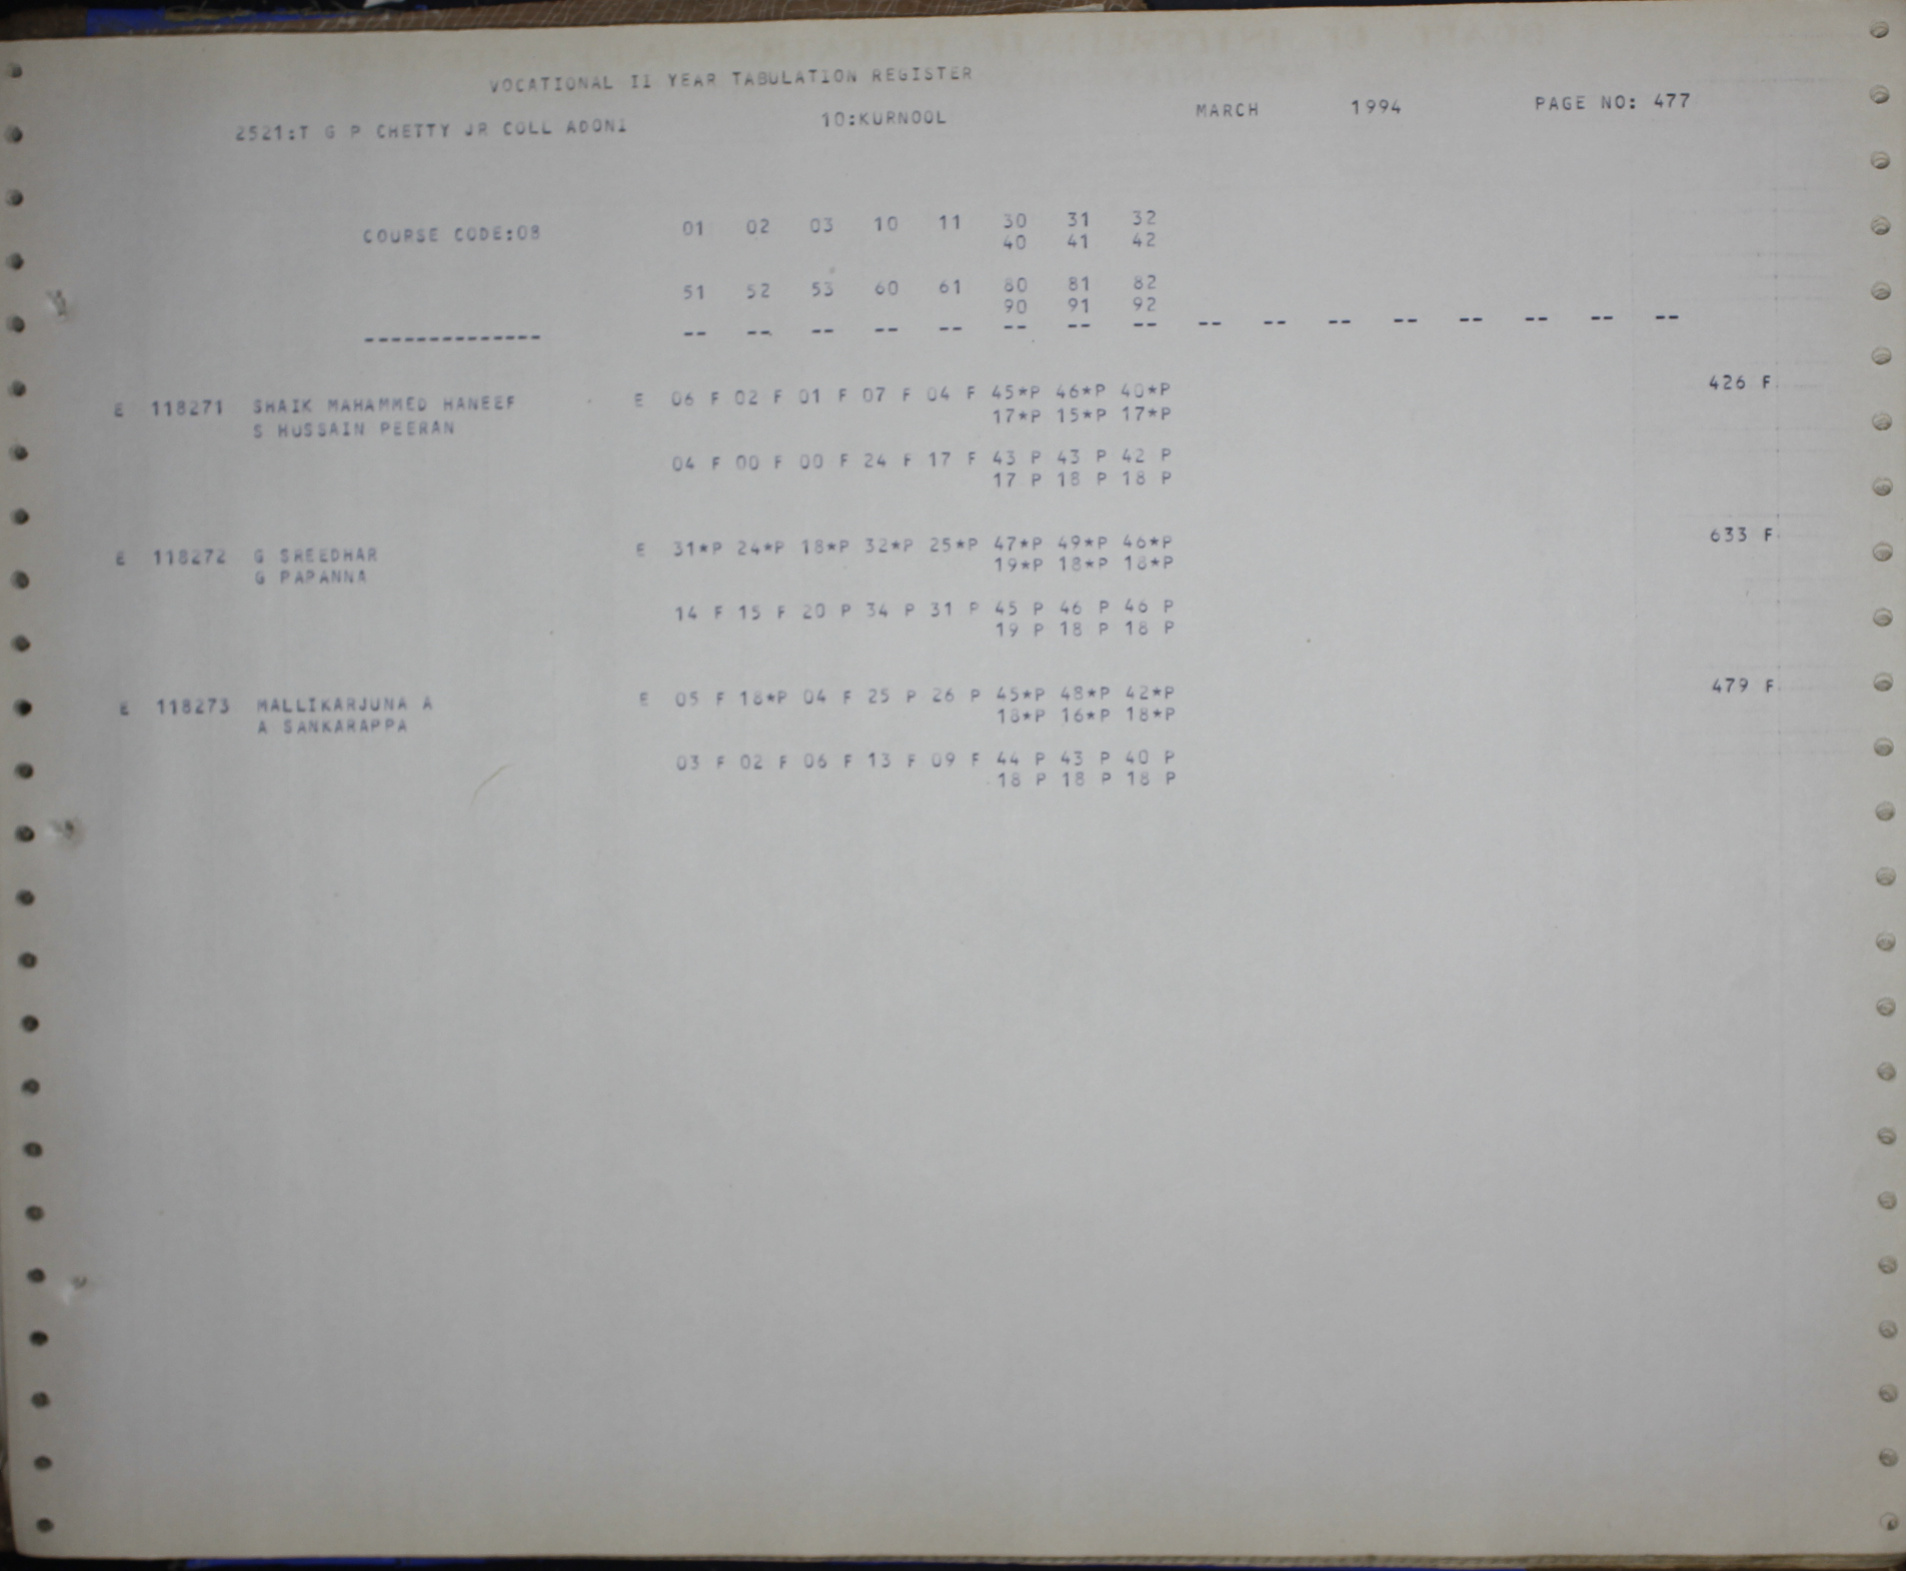 VOCATIONAL II YEAR TABULATION REGISTER
2521:T G P CHETTY JR COLL ADONI 10:KURNOOL MARCH 1994 PAGE NO: 477
COURSE CODE:08 01 02 03 10 11 30 31 32
40 41 42
51 52 53 60 61 80 81 82
90 91 92
-------------- -- -- -- -- -- -- -- -- -- -- -- -- -- -- -- --
E 118271 SHAIK MAHAMMED HANEEF E 06 F 02 F 01 F 07 F 04 F 45*P 46*P 40*P 426 F
S HUSSAIN PEERAN 17*P 15*P 17*P
04 F 00 F 00 F 24 F 17 F 43 P 43 P 42 P
17 P 18 P 18 P
E 118272 G SREEDHAR E 31*P 24*P 18*P 32*P 25*P 47*P 49*P 46*P 633 F
G PAPANNA 19*P 18*P 18*P
14 F 15 F 20 P 34 P 31 P 45 P 46 P 46 P
19 P 18 P 18 P
E 118273 MALLIKARJUNA A E 05 F 18*P 04 F 25 P 26 P 45*P 48*P 42*P 479 F
A SANKARAPPA 18*P 16*P 18*P
03 F 02 F 06 F 13 F 09 F 44 P 43 P 40 P
18 P 18 P 18 P